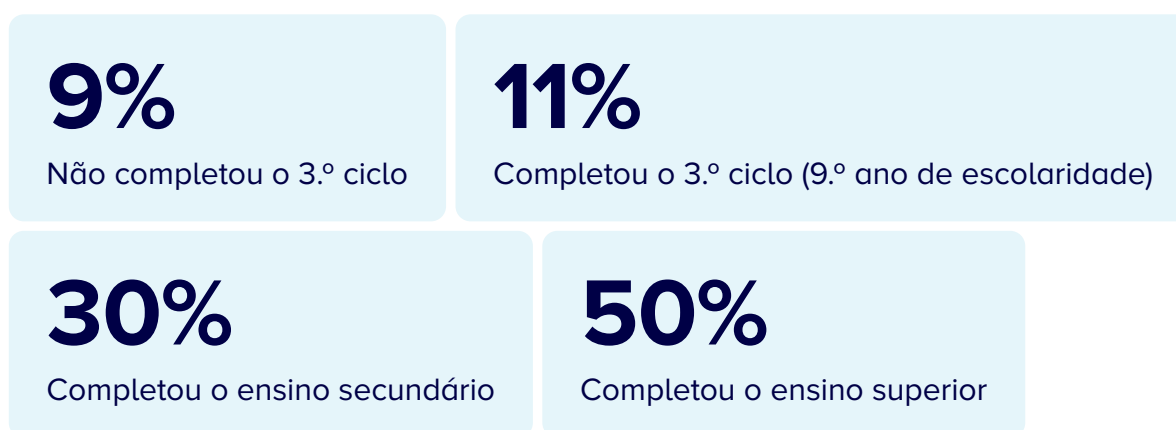 9%
Não completou o 3.º ciclo
11%
Completou o 3.º ciclo (9.º ano de escolaridade)
30%
Completou o ensino secundário
50%
Completou o ensino superior